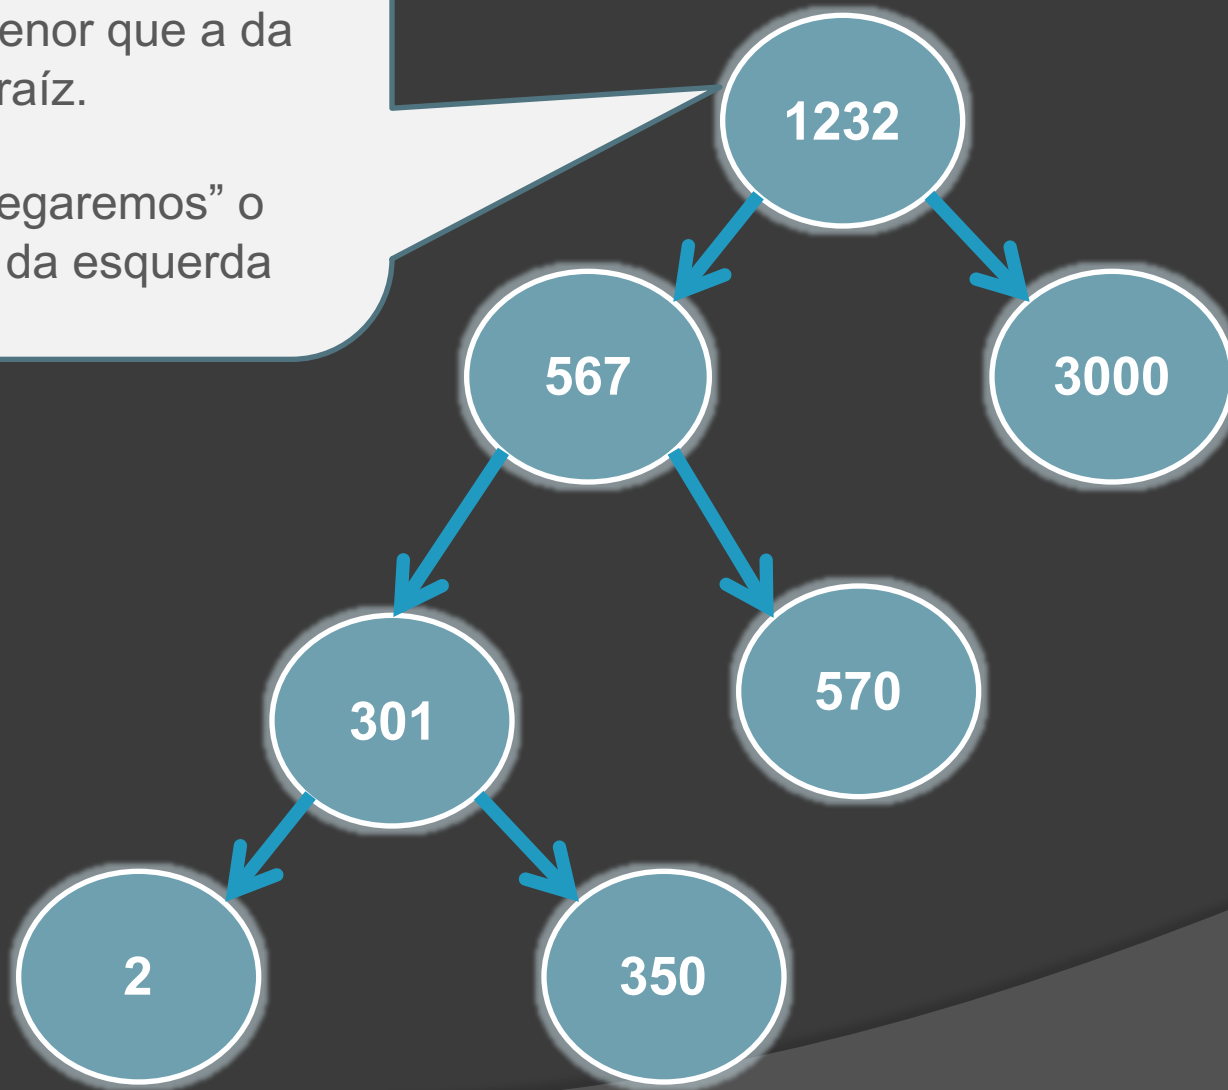 enor que a da
raíz.
egaremos” o
da esquerda
1232
567
3000
301
570
2
350